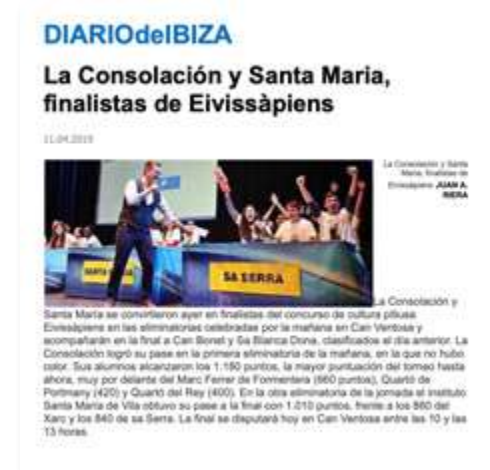 DIARIOdeIBIZA
La Consolación y Santa Maria,
finalistas de Eivissàpiens
11.04.2019
La Consolación y Santa
Maria, finalistas de
Eivissàpiens JUAN A.
RIERA
SANTA
SA SERRA
La Consolación y
Santa Maria se convirtieron ayer en finalistas del concurso de cultura pitiusa
Eivissàpiens en las eliminatorias celebradas por la mañana en Can Ventosa y
acompañarán en la final a Can Bonet y Sa Blanca Dona, clasificados el día anterior. La
Consolación logró su pase en la primera eliminatoria de la mañana, en la que no hubo
color. Sus alumnos alcanzaron los 1.180 puntos, la mayor puntuación del torneo hasta
ahora, muy por delante del Marc Ferrer de Formentera (660 puntos), Quartó de
Portmany (420) y Quartó del Rey (400). En la otra eliminatoria de la jornada el instituto
Santa Maria de Vila obtuvo su pase a la final con 1.010 puntos, frente a los 860 del
Xarc y los 840 de sa Serra. La final se disputará hoy en Can Ventosa entre las 10 y las
13 horas.